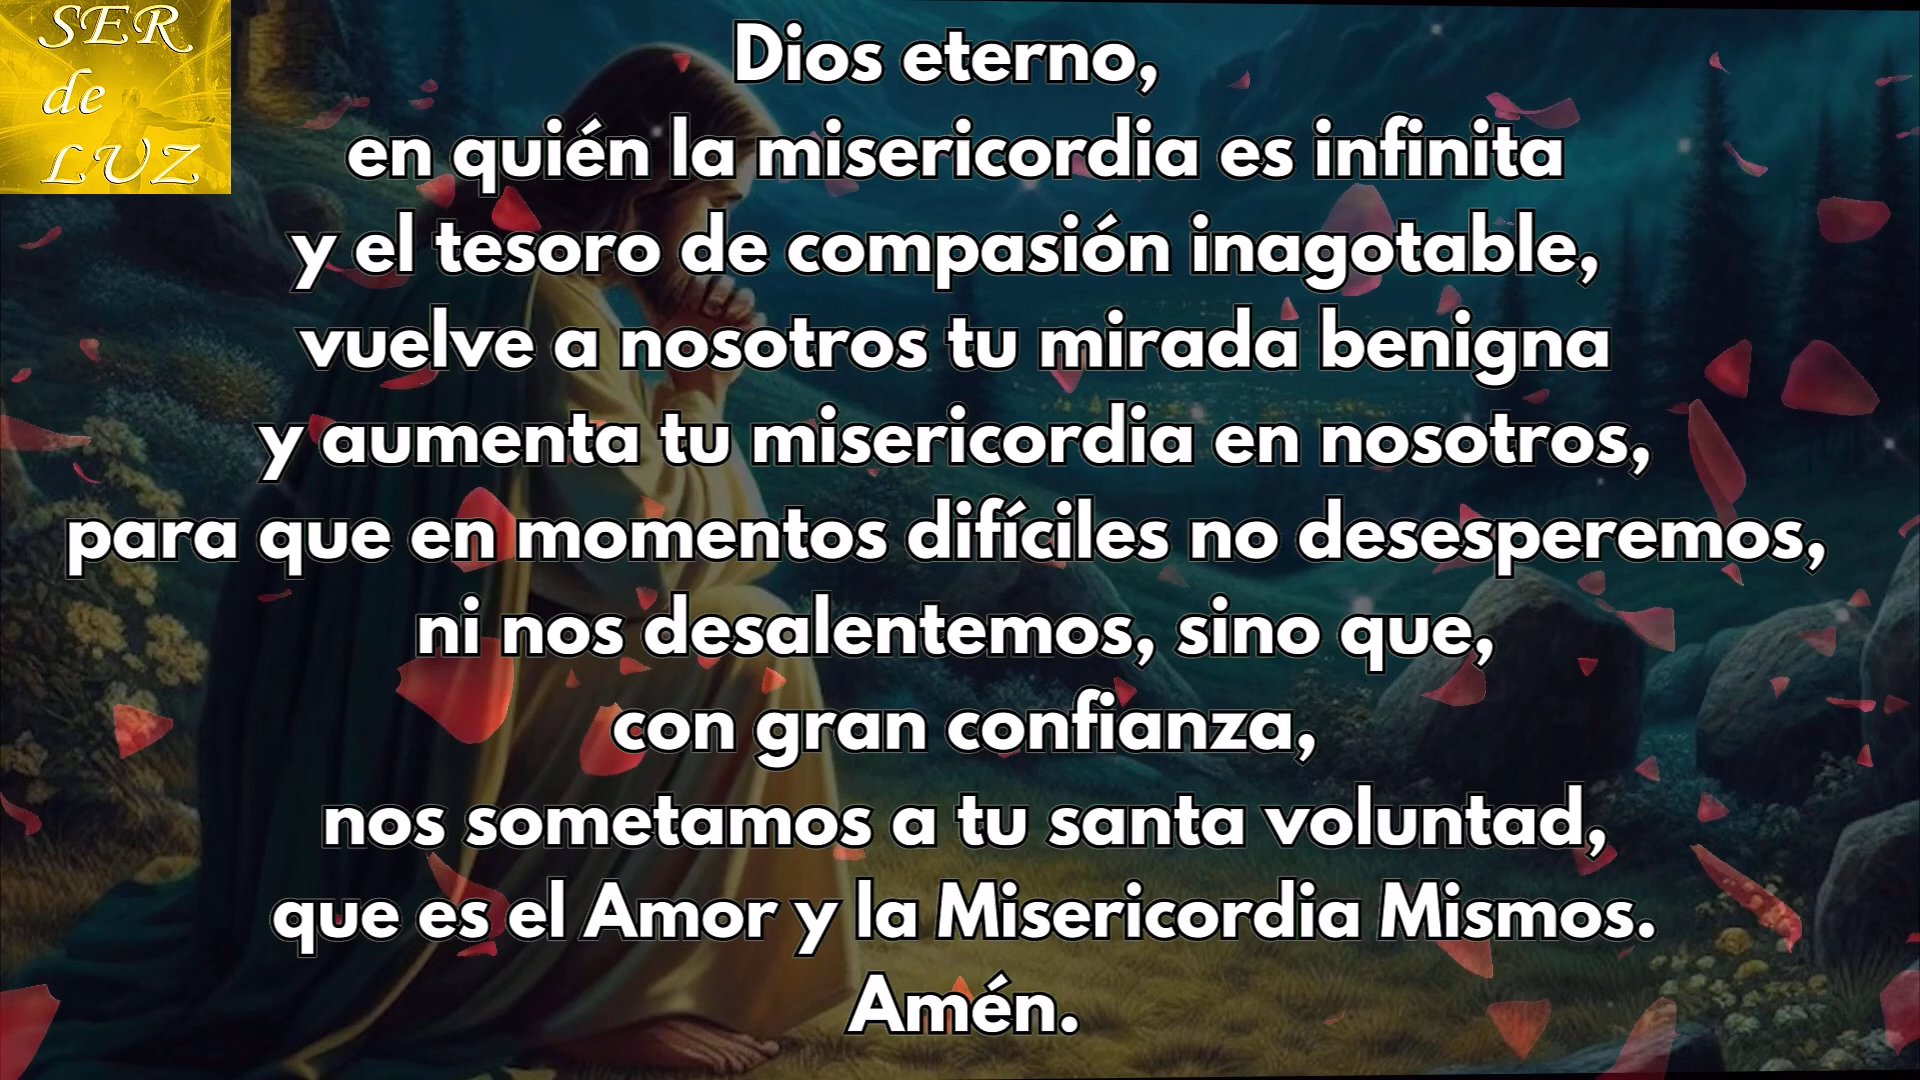 SER
de
LUZ
Dios eterno,
en quién la misericordia es infinita
y el tesoro de compasión inagotable,
vuelve a nosotros tu mirada benigna
y aumenta tu misericordia en nosotros,
para que en momentos difíciles no desesperemos,
ni nos desalentemos, sino que,
con gran confianza,
nos sometamos a tu santa voluntad,
que es el Amor y la Misericordia Mismos.
Amén.